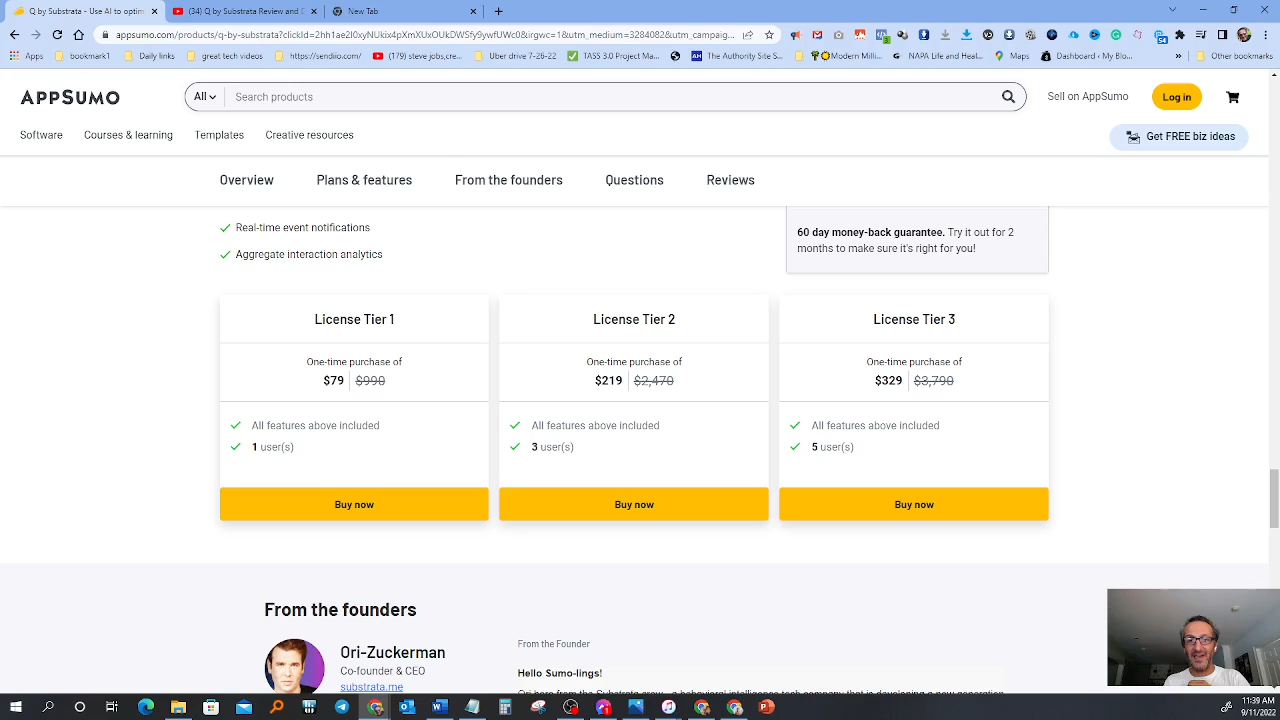 Q by Substrata - Use AI to optim
(34) Q by Substrata Review and
New Tab
appsumo.com/products/q-by-substrata?clickId=2hh1ae2I0xyNUkix4pXmXUxOUkDWSfy9ywfUWc0&irgwc=1&utm_medium=3284082&utm_campaig...
Apps
bookmark1
Daily links
great tech videos
https://sendiio.com/
(179) steve jobs,cre...
Uber drive 7-26-22
TASS 3.0 Project Ma...
The Authority Site S...
Modern Millin...
NAPA Life and Heal...
Maps
Dashboard ‹ My Blo...
Other bookmarks
APPSUMO
All
Search products
Sell on AppSumo
Log in
Software
Courses & learning
Templates
Creative resources
Get FREE biz ideas
Overview
Plans & features
From the founders
Questions
Reviews
Real-time event notifications
Aggregate interaction analytics
60 day money-back guarantee. Try it out for 2
months to make sure it's right for you!
License Tier 1
One-time purchase of
$79 $990
All features above included
1 user(s)
Buy now
License Tier 2
One-time purchase of
$219 $2,470
All features above included
3 user(s)
Buy now
License Tier 3
One-time purchase of
$329 $3,790
All features above included
5 user(s)
Buy now
From the founders
Ori-Zuckerman
Co-founder & CEO
substrata.me
From the Founder
Hello Sumo-lings!
11:39 AM
9/11/2022